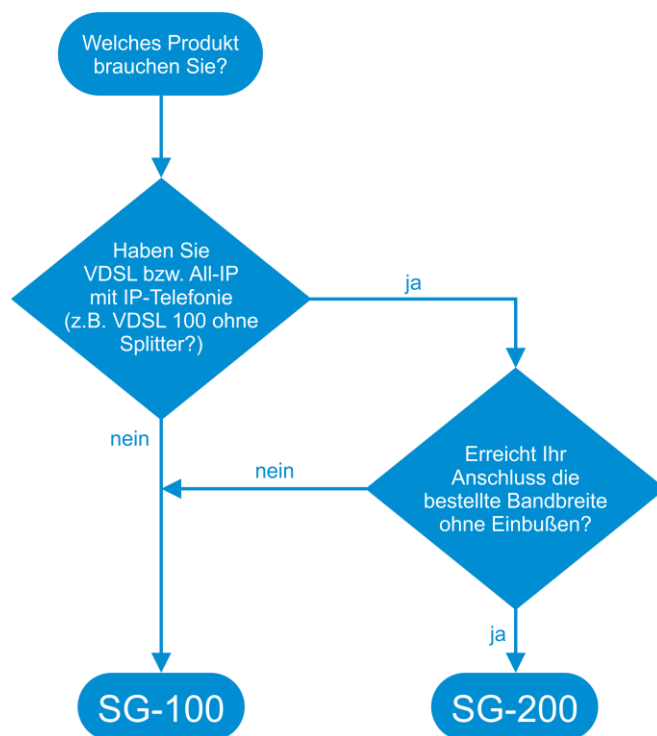 Welches Produkt
brauchen Sie?
Haben Sie
VDSL bzw. All-IP
mit IP-Telefonie
(z.B. VDSL 100 ohne
Splitter?)
ja
nein
Erreicht Ihr
Anschluss die
bestellte Bandbreite
ohne Einbußen?
nein
ja
SG-100
SG-200